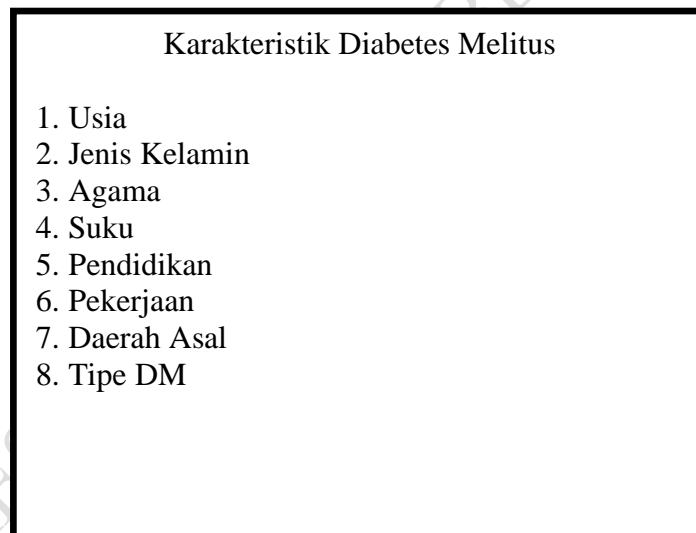 Karakteristik Diabetes Melitus
1. Usia
2. Jenis Kelamin
3. Agama
4. Suku
5. Pendidikan
6. Pekerjaan
7. Daerah Asal
8. Tipe DM